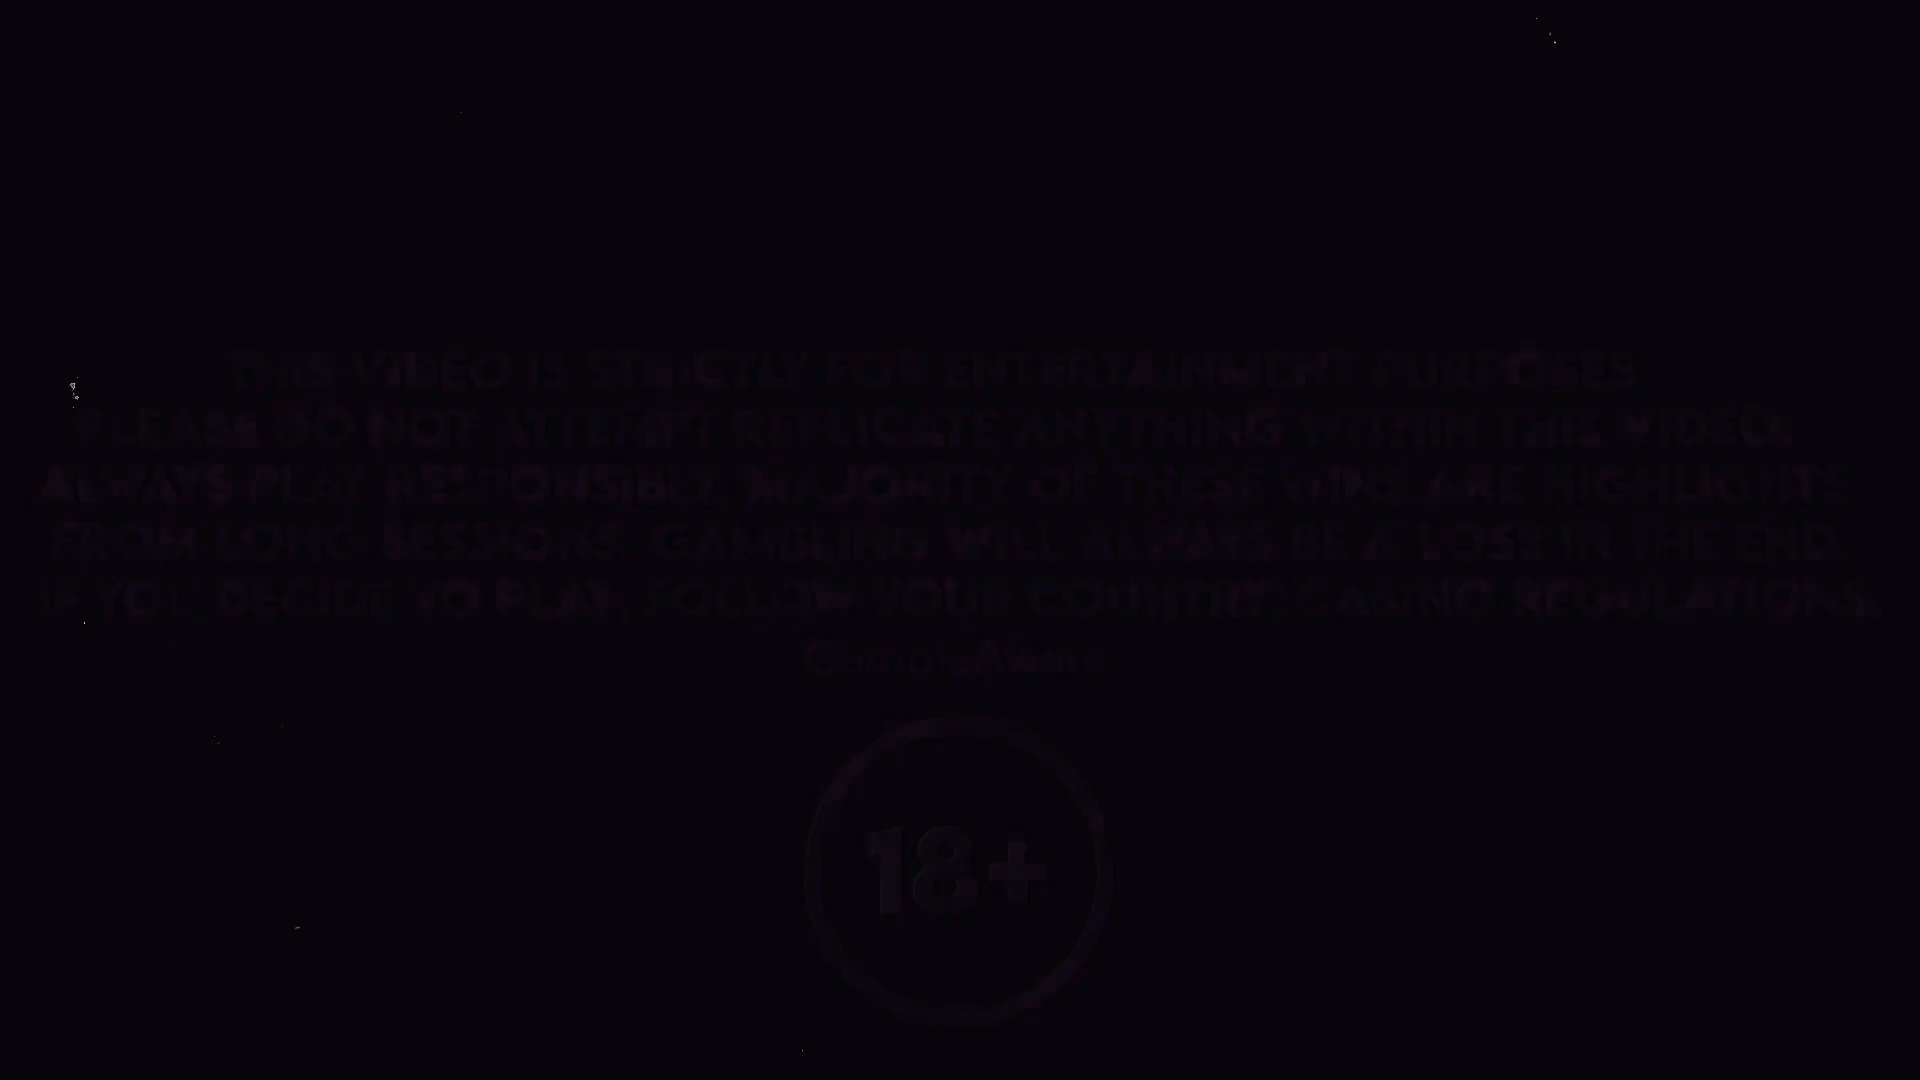 THIS VIDEO IS STRICTLY FOR ENTERTAINMENT PURPOSES
PLEASE DO NOT ATTEMPT REPLICATE ANYTHING WITHIN THIS VIDEO.
ALWAYS PLAY RESPONSIBLY. MAJORITY OF THESE WINS ARE HIGHLIGHTS
FROM LONG SESSIONS. GAMBLING WILL ALWAYS BE A LOSS IN THE END.
IF YOU DECIDE TO PLAY, FOLLOW YOUR COUNTRY'S GAMING REGULATIONS.
GambleAware
18+